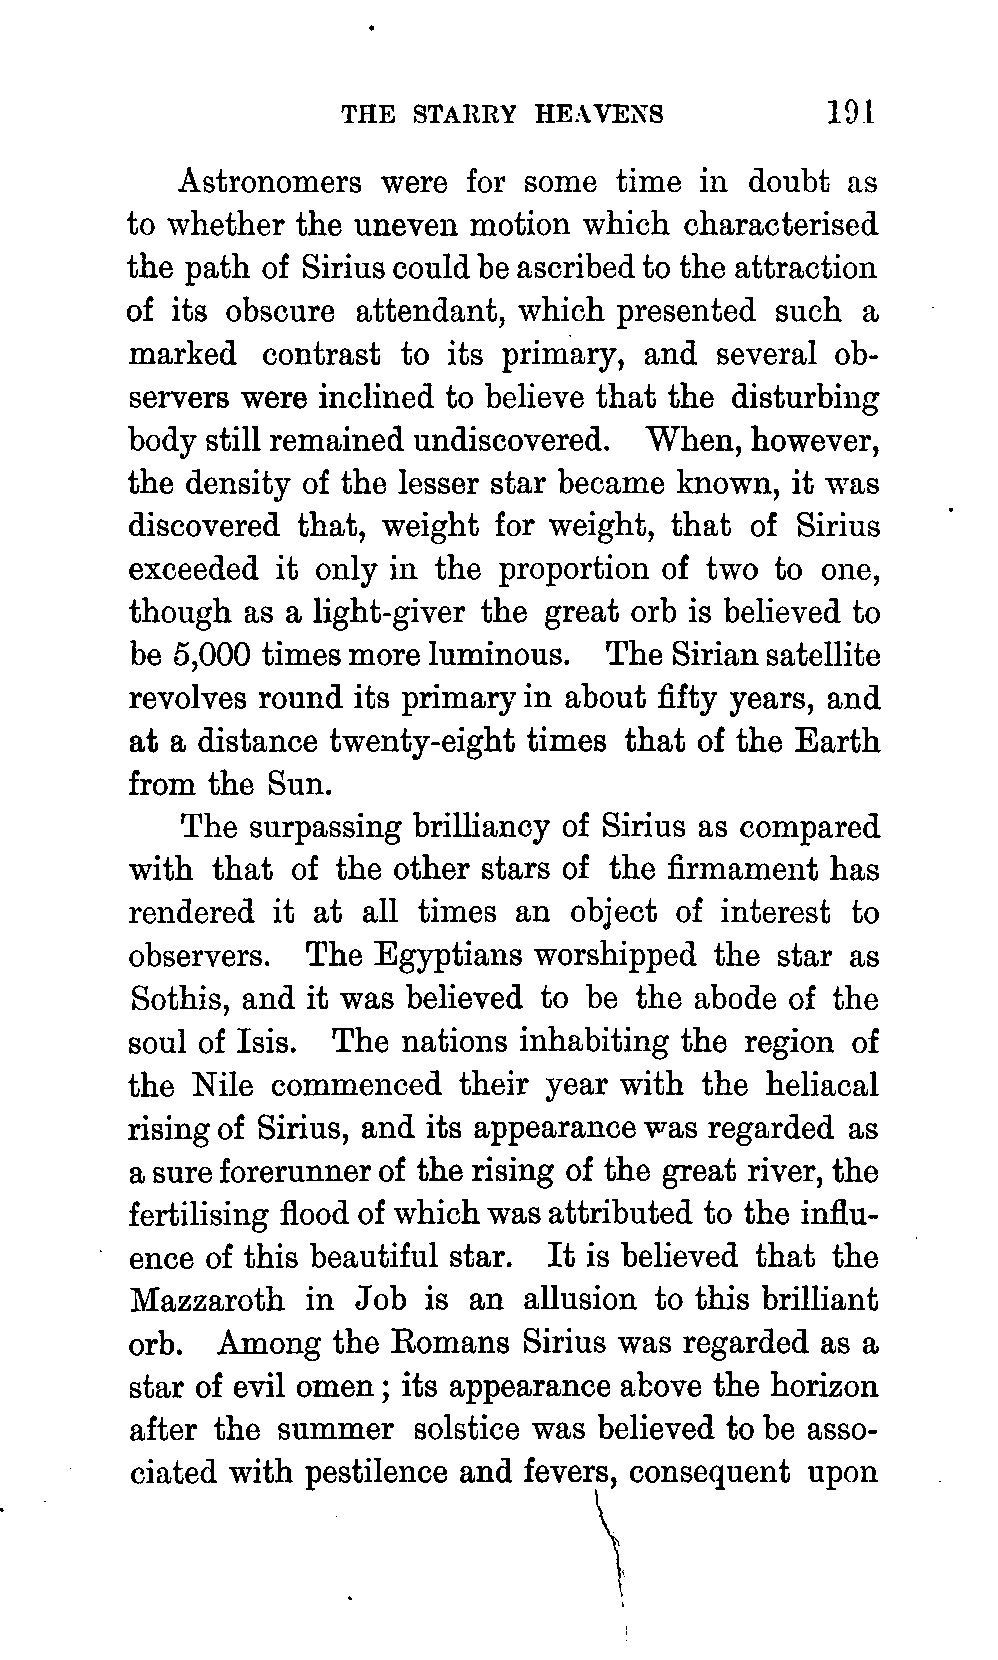 THE STARRY HEAVENS 191
Astronomers were for some time in doubt as
to whether the uneven motion which characterised
the path of Sirius could be ascribed to the attraction
of its obscure attendant, which presented such a
marked contrast to its primary, and several ob-
servers were inclined to believe that the disturbing
body still remained undiscovered. When, however,
the density of the lesser star became known, it was
discovered that, weight for weight, that of Sirius
exceeded it only in the proportion of two to one,
though as a light-giver the great orb is believed to
be 5,000 times more luminous. The Sirian satellite
revolves round its primary in about fifty years, and
at a distance twenty-eight times that of the Earth
from the Sun.
The surpassing brilliancy of Sirius as compared
with that of the other stars of the firmament has
rendered it at all times an object of interest to
observers. The Egyptians worshipped the star as
Sothis, and it was believed to be the abode of the
soul of Isis. The nations inhabiting the region of
the Nile commenced their year with the heliacal
rising of Sirius, and its appearance was regarded as
a sure forerunner of the rising of the great river, the
fertilising flood of which was attributed to the influ-
ence of this beautiful star. It is believed that the
Mazzaroth in Job is an allusion to this brilliant
orb. Among the Romans Sirius was regarded as a
star of evil omen; its appearance above the horizon
after the summer solstice was believed to be asso-
ciated with pestilence and fevers, consequent upon